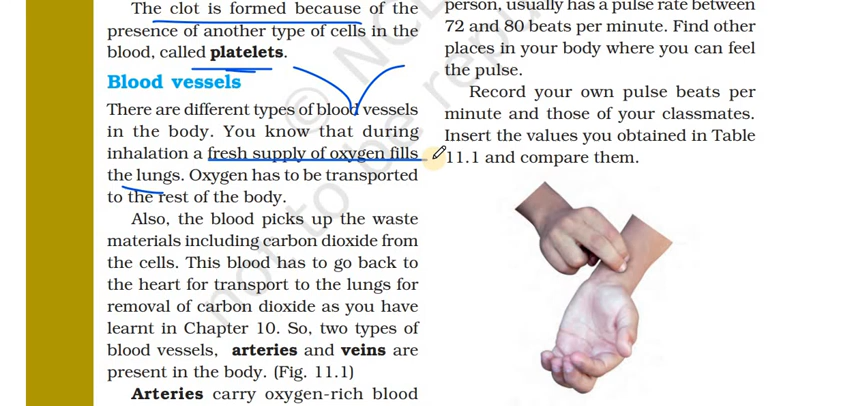 The clot is formed because of the
presence of another type of cells in the
blood, called platelets.
Blood vessels
There are different types of blood vessels
in the body. You know that during
inhalation a fresh supply of oxygen fills
the lungs. Oxygen has to be transported
to the rest of the body.
Also, the blood picks up the waste
materials including carbon dioxide from
the cells. This blood has to go back to
the heart for transport to the lungs for
removal of carbon dioxide as you have
learnt in Chapter 10. So, two types of
blood vessels, arteries and veins are
present in the body. (Fig. 11.1)
Arteries carry oxygen-rich blood
person, usually has a pulse rate between
72 and 80 beats per minute. Find other
places in your body where you can feel
the pulse.
Record your own pulse beats per
minute and those of your classmates.
Insert the values you obtained in Table
11.1 and compare them.
not to be repu
© NC